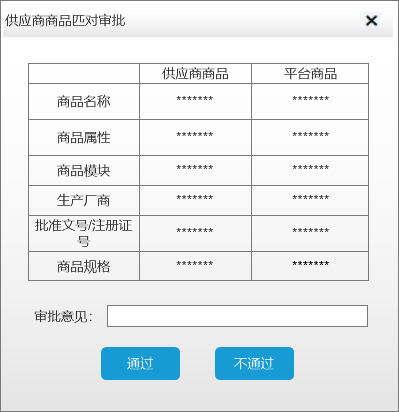 供应商商品匹对审批
供应商商品 平台商品
商品名称 ******* *******
商品属性 ******* *******
商品模块 ******* *******
生产厂商 ******* *******
批准文号/注册证
号 ******* *******
商品规格 ******* *******
审批意见：
通过 不通过